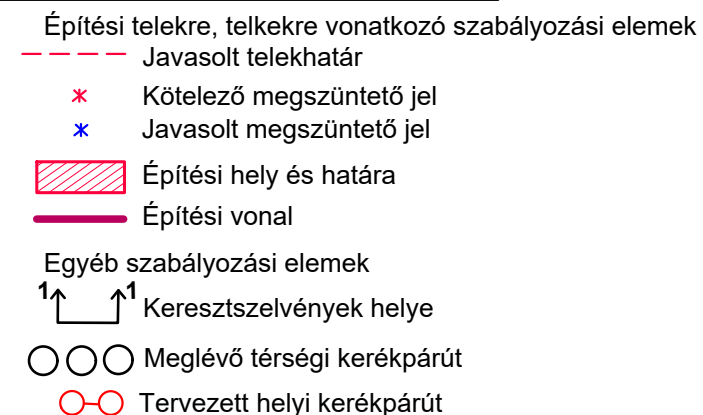 Építési telekre, telkekre vonatkozó szabályozási elemek
Javasolt telekhatár
Kötelező megszüntető jel
Javasolt megszüntető jel
Építési hely és határa
Építési vonal
Egyéb szabályozási elemek
1 1 Keresztszelvények helye
Meglévő térségi kerékpárút
Tervezett helyi kerékpárút